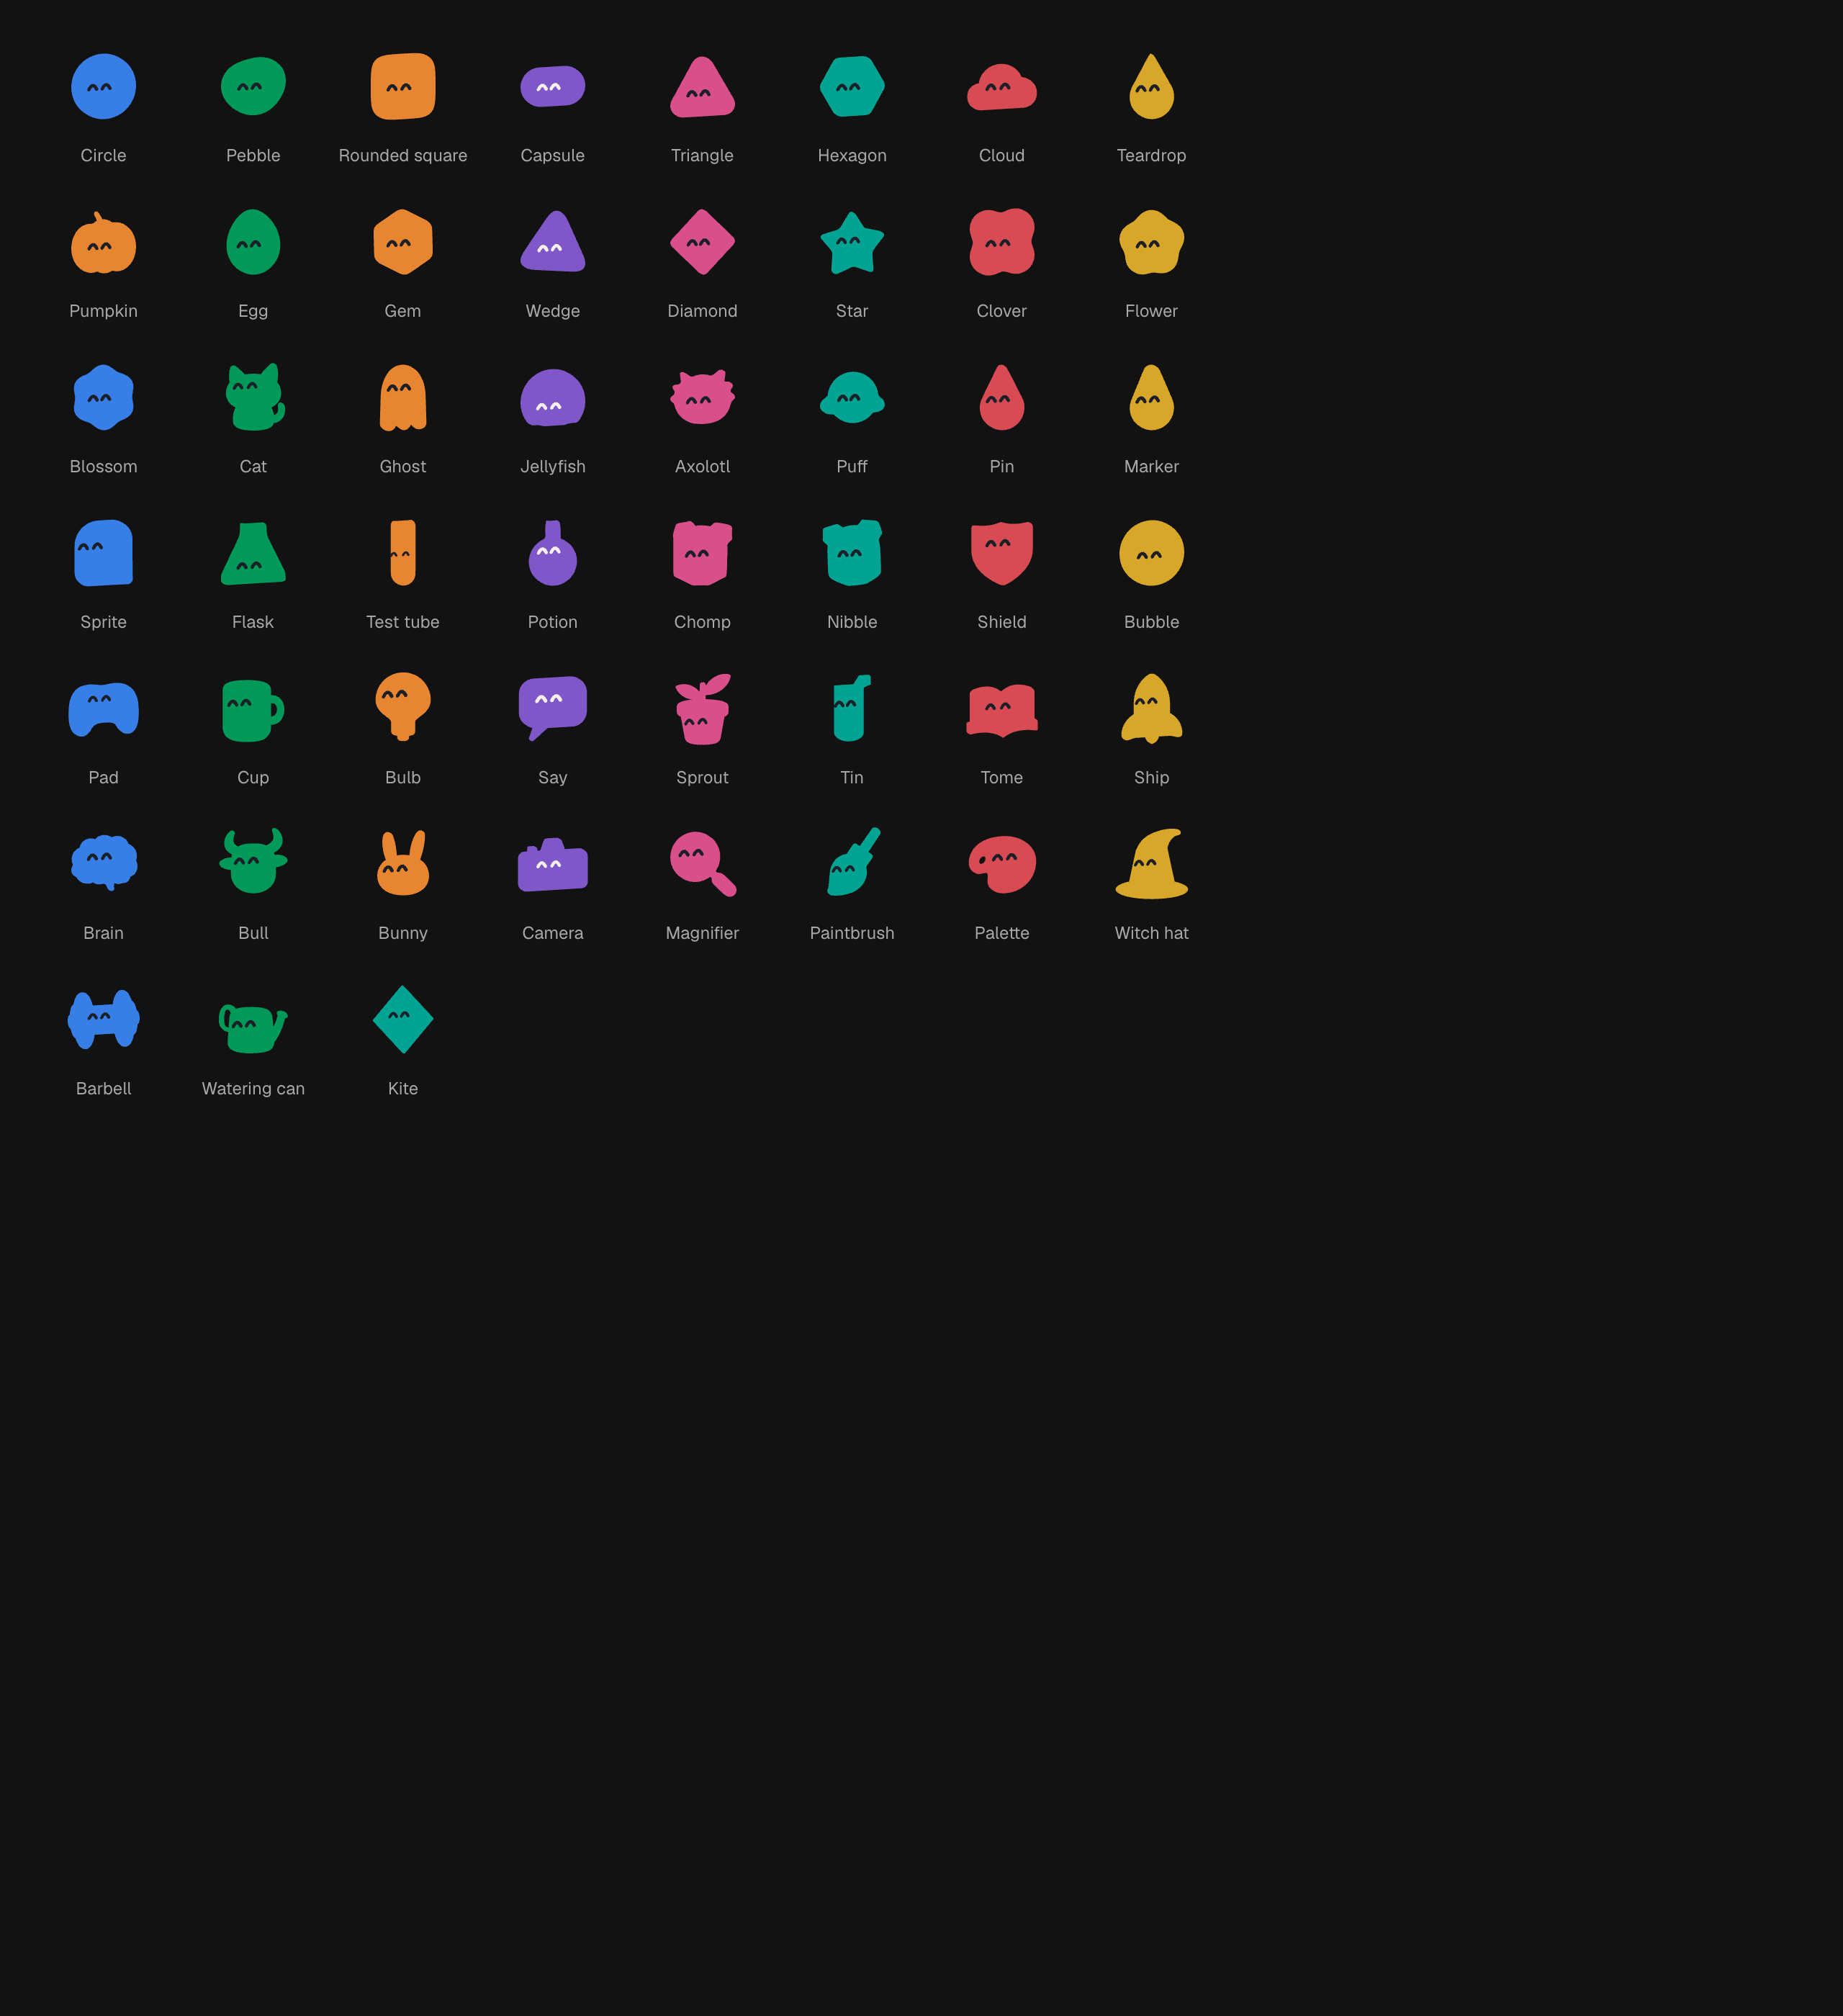 Circle Pebble Rounded square Capsule Triangle Hexagon Cloud Teardrop
Pumpkin Egg Gem Wedge Diamond Star Clover Flower
Blossom Cat Ghost Jellyfish Axolotl Puff Pin Marker
Sprite Flask Test tube Potion Chomp Nibble Shield Bubble
Pad Cup Bulb Say Sprout Tin Tome Ship
Brain Bull Bunny Camera Magnifier Paintbrush Palette Witch hat
Barbell Watering can Kite